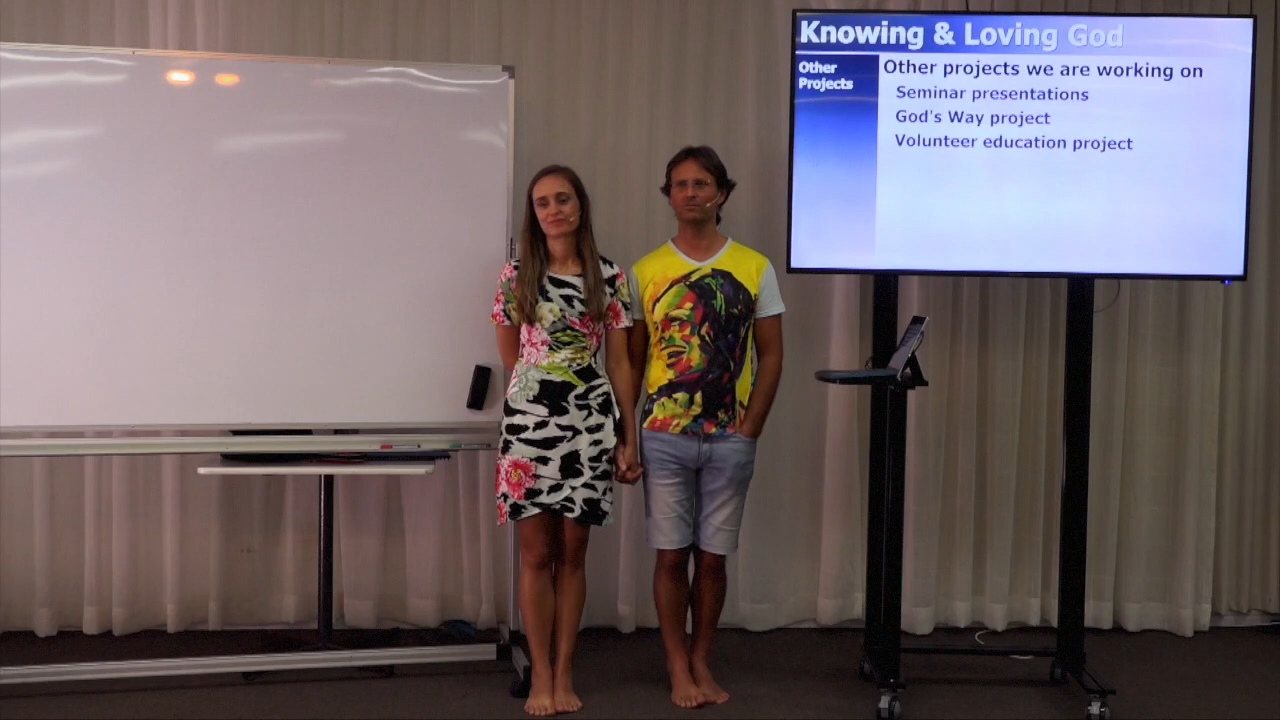 Knowing & Loving God
Other
Projects
Other projects we are working on
Seminar presentations
God's Way project
Volunteer education project